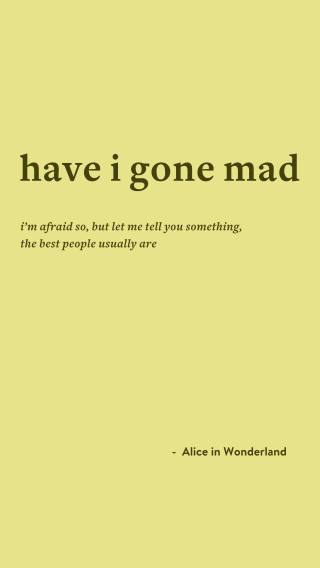 have i gone mad
i'm afraid so, but let me tell you something,
the best people usually are
- Alice in Wonderland